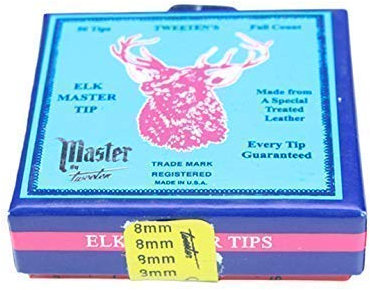 50 Tips TWEETEN'S Full Count
ELK
MASTER
TIP
Made from
A Special
Treated
Leather
Every Tip
Guaranteed
Master
By Tweeten
TRADE MARK
REGISTERED
MADE IN U.S.A.
ELK TIPS
8mm
8mm
8mm
8mm
Tweeten